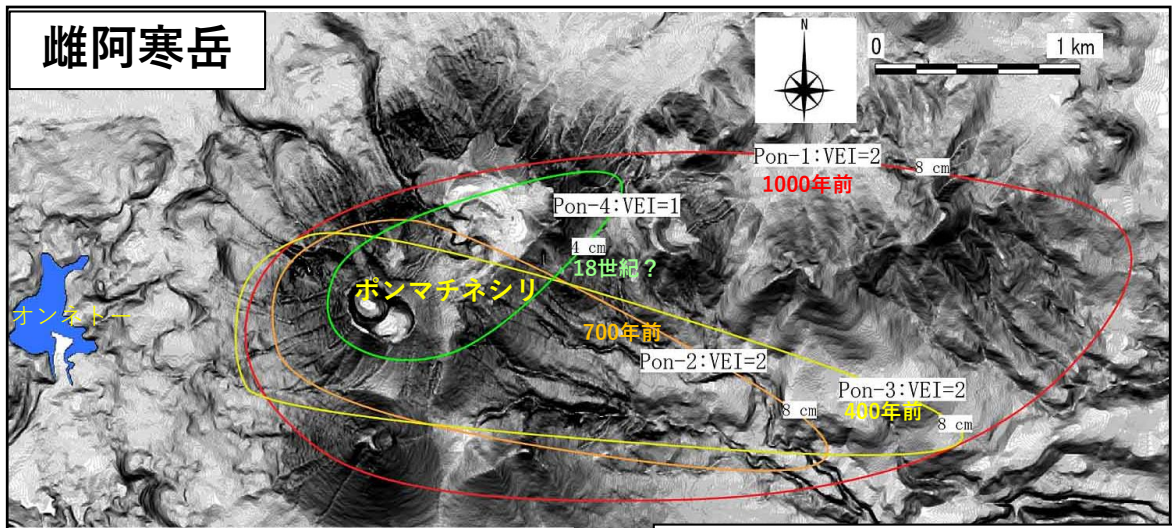 雌阿寒岳
N
0 1 km
Pon-1:VEI=2
8 cm
1000年前
Pon-4:VEI=1
4 cm
18世紀?
ポンマチネシリ
オンネトー
700年前
Pon-2:VEI=2
Pon-3:VEI=2
400年前
8 cm
8 cm